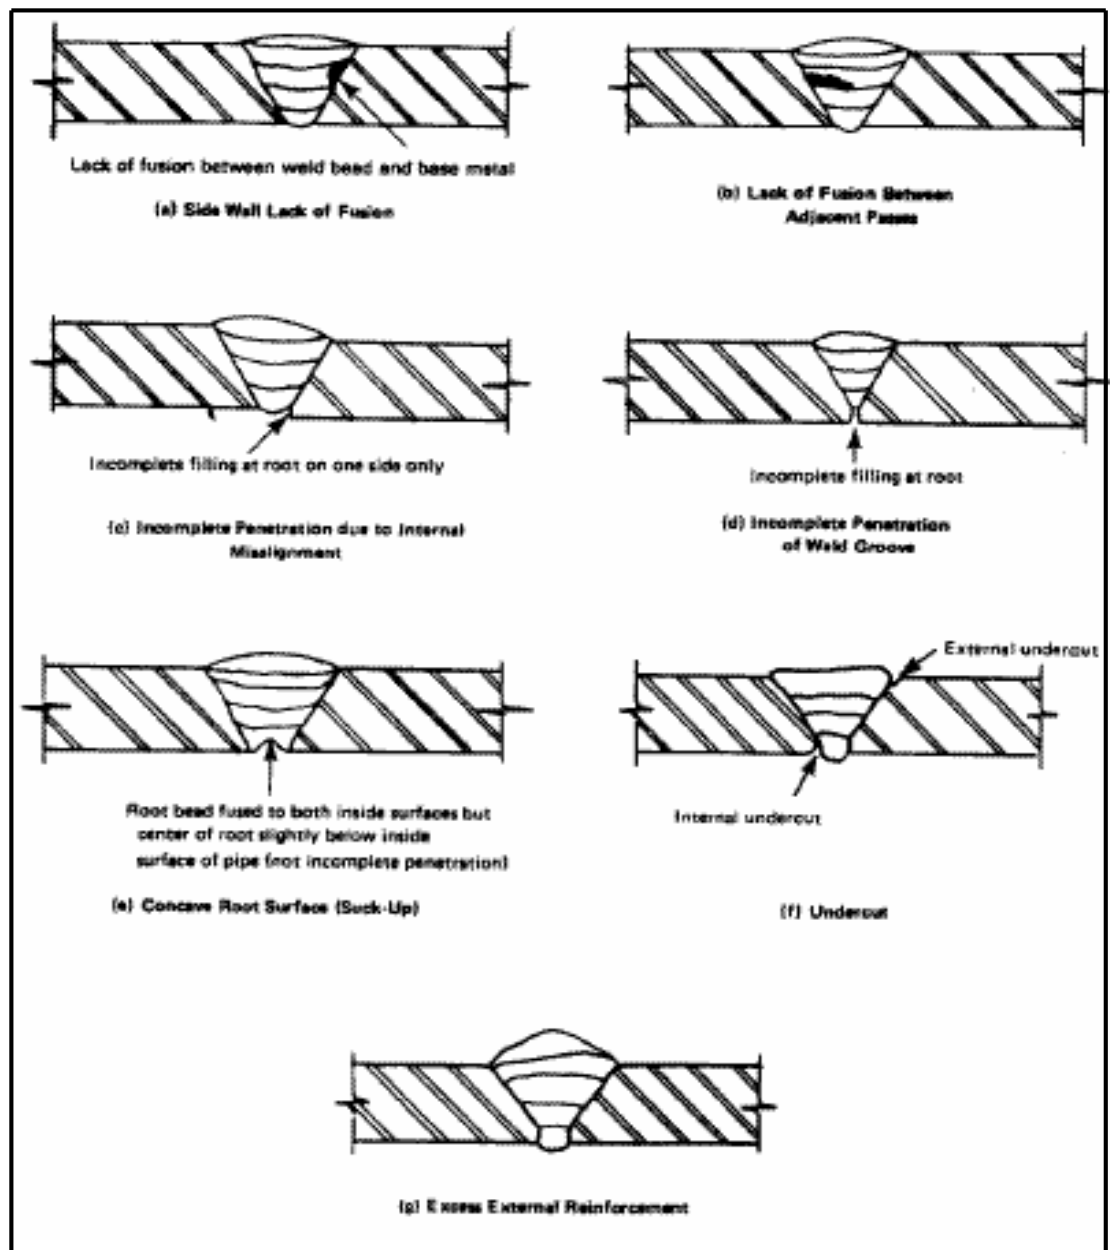 Lack of fusion between weld bead and base metal
(a) Side Wall Lack of Fusion
(b) Lack of Fusion Between
Adjacent Passes
Incomplete filling at root on one side only
(c) Incomplete Penetration due to Internal
Misalignment
Incomplete filling at root
(d) Incomplete Penetration
of Weld Groove
Root bead fused to both inside surfaces but
center of root slightly below inside
surface of pipe (not incomplete penetration)
(e) Concave Root Surface (Suck-Up)
External undercut
Internal undercut
(f) Undercut
(g) Excess External Reinforcement